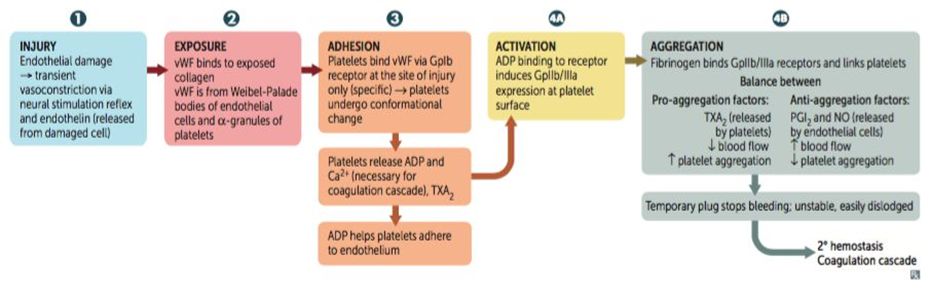 1
INJURY
Endothelial damage
→ transient
vasoconstriction via
neural stimulation reflex
and endothelin (released
from damaged cell)
2
EXPOSURE
vWF binds to exposed
collagen
vWF is from Weibel-Palade
bodies of endothelial
cells and α-granules of
platelets
3
ADHESION
Platelets bind vWF via GpIb
receptor at the site of injury
only (specific) → platelets
undergo conformational
change
Platelets release ADP and
Ca²⁺ (necessary for
coagulation cascade), TXA₂
ADP helps platelets adhere
to endothelium
4A
ACTIVATION
ADP binding to receptor
induces GpIIb/IIIa
expression at platelet
surface
4B
AGGREGATION
Fibrinogen binds GpIIb/IIIa receptors and links platelets
Balance between
Pro-aggregation factors:
TXA₂ (released
by platelets)
↓ blood flow
↑ platelet aggregation
Anti-aggregation factors:
PGI₂ and NO (released
by endothelial cells)
↑ blood flow
↓ platelet aggregation
Temporary plug stops bleeding; unstable, easily dislodged
2° hemostasis
Coagulation cascade